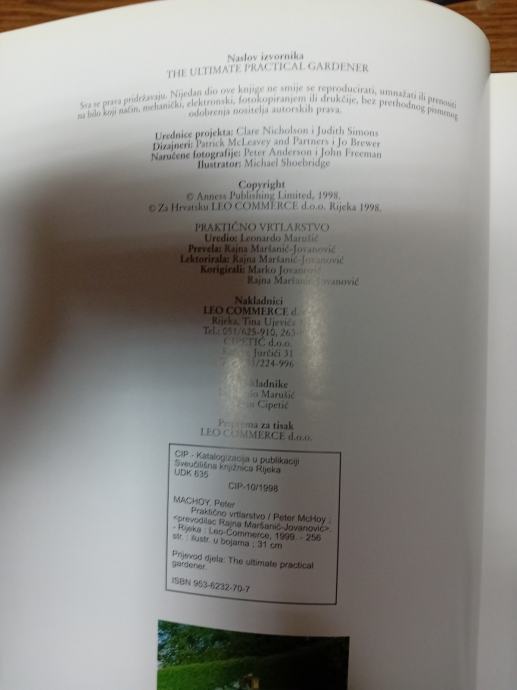 Naslov izvornika
THE ULTIMATE PRACTICAL GARDENER
Sva se prava pridržavaju. Nijedan dio ove knjige ne smije se reproducirati, umnažati ili prenositi
na bilo koji način, mehanički, elektronski, fotokopiranjem ili drukčije, bez prethodnog pismenog
odobrenja nositelja autorskih prava.
Urednice projekta: Clare Nicholson i Judith Simons
Dizajneri: Patrick McLeavey and Partners i Jo Brewer
Naručene fotografije: Peter Anderson i John Freeman
Ilustrator: Michael Shoebridge
Copyright
© Anness Publishing Limited, 1998.
© Za Hrvatsku LEO COMMERCE d.o.o. Rijeka 1998.
PRAKTIČNO VRTLARSTVO
Uredio: Leonardo Marušić
Prevela: Rajna Maršanić-Jovanović
Lektorirala: Rajna Maršanić-Jovanović
Korigirali: Marko Jovanović
Rajna Maršanić-Jovanović
Nakladnici
LEO COMMERCE
Rijeka, Tina Ujevića
Tel.: 051/625-910,
CIPETIĆ d.o.o.
Jurčići 31
Marušić
Cipetić
za tisak
LEO COMMERCE d.o.o.
CIP - Katalogizacija u publikaciji
Sveučilišna knjižnica Rijeka
UDK 635
CIP-10/1998
MACHOY, Peter
Praktično vrtlarstvo / Peter McHoy ;
<prevodilac Rajna Maršanić-Jovanović>.
- Rijeka : Leo-Commerce, 1999. - 256
str. : ilustr. u bojama ; 31 cm
Prijevod djela: The ultimate practical
gardener.
ISBN 953-6232-70-7